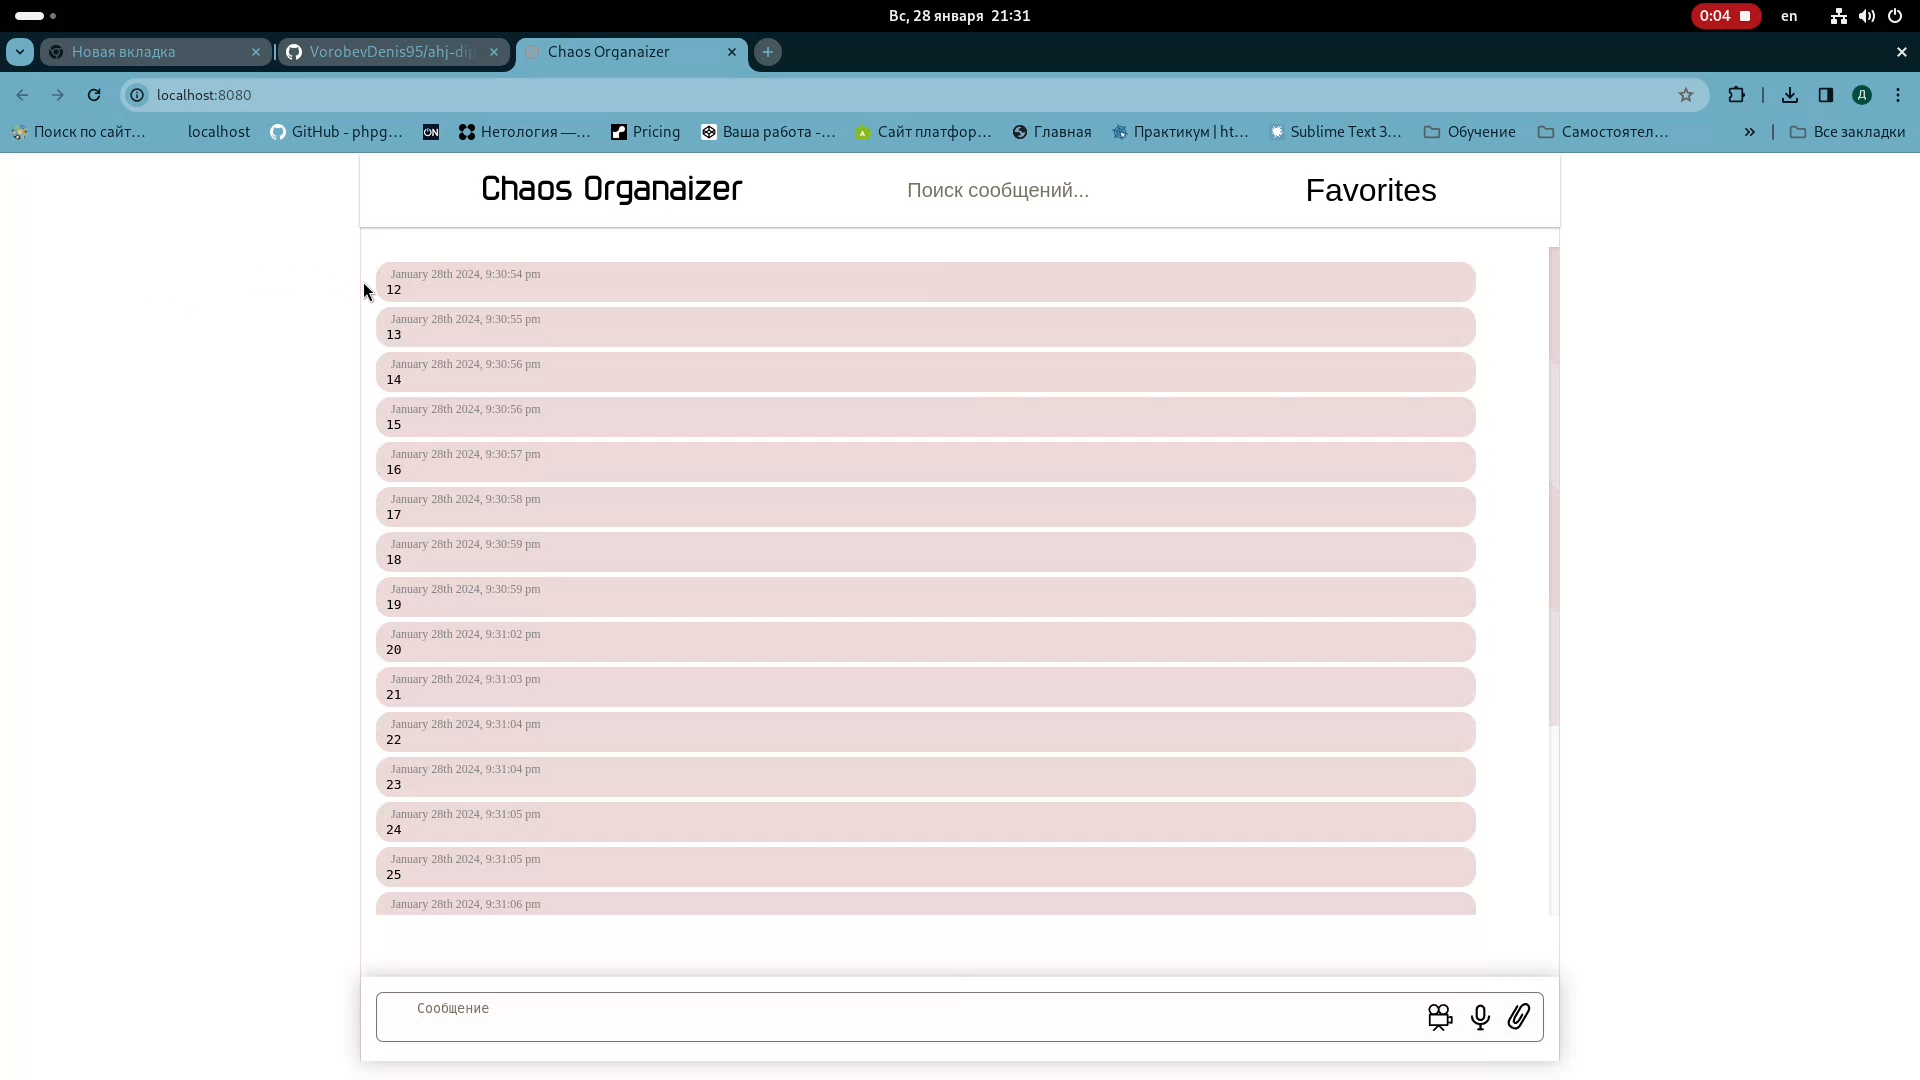 Вс, 28 января 21:31
0:04
en
Новая вкладка
VorobevDenis95/ahj-dip
Chaos Organaizer
localhost:8080
Д
Поиск по сайт…
localhost
GitHub - phpg…
ON
Нетология —…
Pricing
Ваша работа -…
Сайт платфор…
Главная
Практикум | ht…
Sublime Text 3…
Обучение
Самостоятел…
»
Все закладки
Chaos Organaizer
Поиск сообщений...
Favorites
January 28th 2024, 9:30:54 pm
12
January 28th 2024, 9:30:55 pm
13
January 28th 2024, 9:30:56 pm
14
January 28th 2024, 9:30:56 pm
15
January 28th 2024, 9:30:57 pm
16
January 28th 2024, 9:30:58 pm
17
January 28th 2024, 9:30:59 pm
18
January 28th 2024, 9:30:59 pm
19
January 28th 2024, 9:31:02 pm
20
January 28th 2024, 9:31:03 pm
21
January 28th 2024, 9:31:04 pm
22
January 28th 2024, 9:31:04 pm
23
January 28th 2024, 9:31:05 pm
24
January 28th 2024, 9:31:05 pm
25
January 28th 2024, 9:31:06 pm
Сообщение